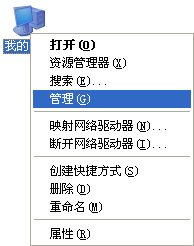 我的
打开(O)
资源管理器(X)
搜索(E)...
管理(G)
映射网络驱动器(N)...
断开网络驱动器(I)...
创建快捷方式(S)
删除(D)
重命名(M)
属性(R)